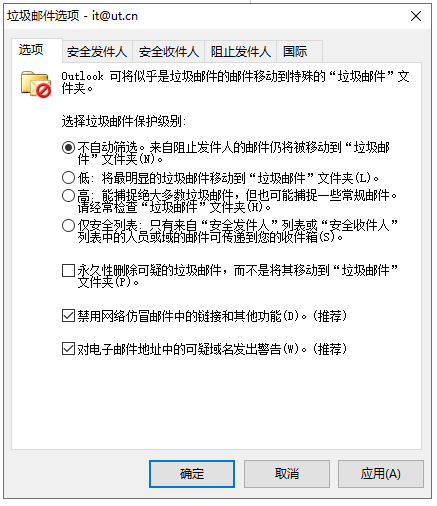 垃圾邮件选项 - it@ut.cn
选项 安全发件人 安全收件人 阻止发件人 国际
Outlook 可将似乎是垃圾邮件的邮件移动到特殊的“垃圾邮件”文
件夹。
选择垃圾邮件保护级别:
不自动筛选。来自阻止发件人的邮件仍将被移动到“垃圾邮
件”文件夹(N)。
低: 将最明显的垃圾邮件移动到“垃圾邮件”文件夹(L)。
高: 能捕捉绝大多数垃圾邮件，但也可能捕捉一些常规邮件。
请经常检查“垃圾邮件”文件夹(H)。
仅安全列表: 只有来自“安全发件人”列表或“安全收件人”
列表中的人员或域的邮件可传递到您的收件箱(S)。
永久性删除可疑的垃圾邮件，而不是将其移动到“垃圾邮件”
文件夹(P)。
禁用网络仿冒邮件中的链接和其他功能(D)。(推荐)
对电子邮件地址中的可疑域名发出警告(W)。(推荐)
确定 取消 应用(A)